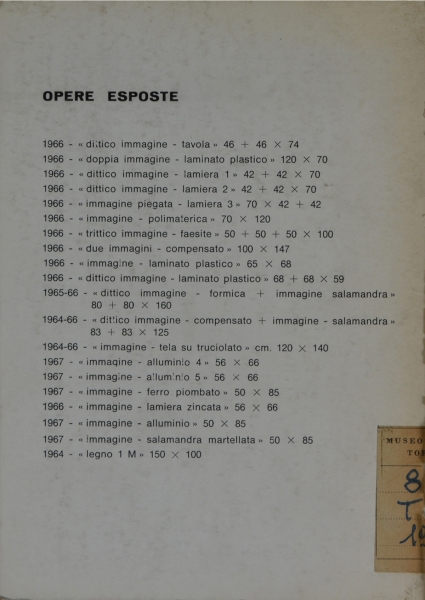 OPERE ESPOSTE
1966 - « dittico immagine - tavola » 46 + 46 × 74
1966 - « doppia immagine - laminato plastico » 120 × 70
1966 - « dittico immagine - lamiera 1 » 42 + 42 × 70
1966 - « dittico immagine - lamiera 2 » 42 + 42 × 70
1966 - « immagine piegata - lamiera 3 » 70 × 42 + 42
1966 - « immagine - polimaterica » 70 × 120
1966 - « trittico immagine - faesite » 50 + 50 + 50 × 100
1966 - « due immagini - compensato » 100 × 147
1966 - « immagine - laminato plastico » 65 × 68
1966 - « dittico immagine - laminato plastico » 68 + 68 × 59
1965-66 - « dittico immagine - formica + immagine salamandra »
80 + 80 × 160
1964-66 - « dittico immagine - compensato + immagine - salamandra »
83 + 83 × 125
1964-66 - « immagine - tela su truciolato » cm. 120 × 140
1967 - « immagine - alluminio 4 » 56 × 66
1967 - « immagine - alluminio 5 » 56 × 66
1967 - « immagine - ferro piombato » 50 × 85
1966 - « immagine - lamiera zincata » 56 × 66
1967 - « immagine - alluminio » 50 × 85
1967 - « immagine - salamandra martellata » 50 × 85
1964 - « legno 1 M » 150 × 100
MUSEO
TO
8
T
19